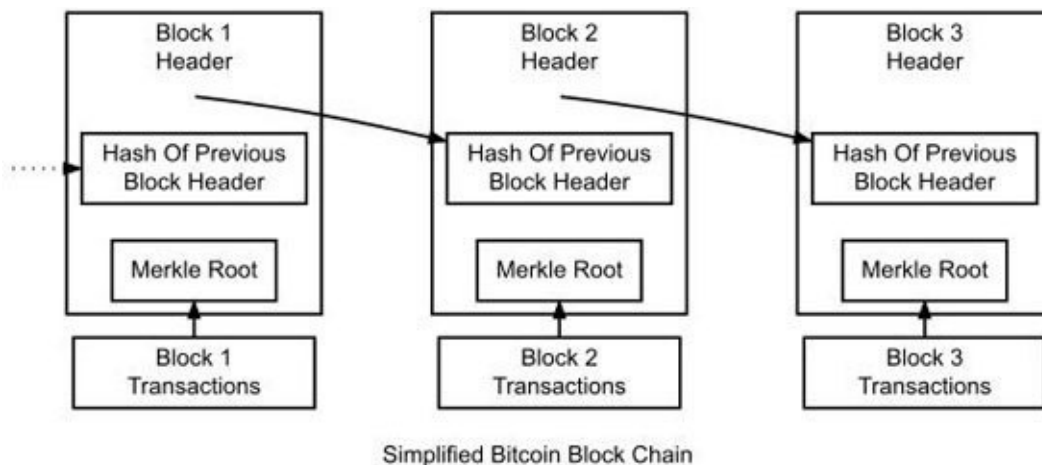 Block 1
Header
Block 2
Header
Block 3
Header
Hash Of Previous
Block Header
Hash Of Previous
Block Header
Hash Of Previous
Block Header
Merkle Root
Merkle Root
Merkle Root
Block 1
Transactions
Block 2
Transactions
Block 3
Transactions
Simplified Bitcoin Block Chain